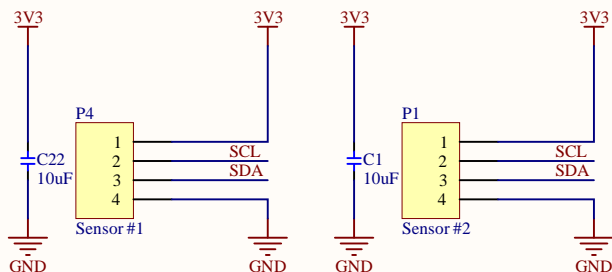 3V3 3V3 3V3 3V3
P4 P1
1 1
C22 2 SCL C1 2 SCL
10uF 3 SDA 10uF 3 SDA
4 4
Sensor #1 Sensor #2
GND GND GND GND